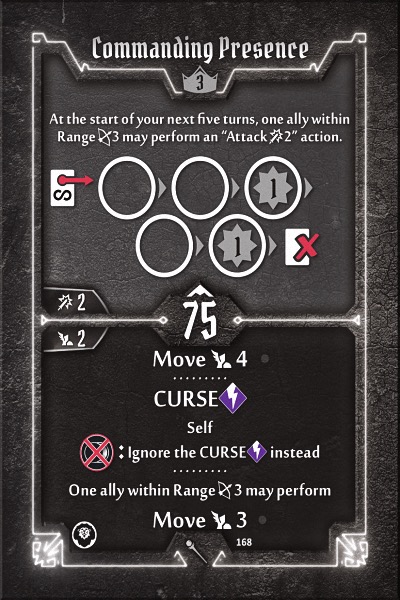 Commanding Presence
3
At the start of your next five turns, one ally within
Range 3 may perform an "Attack 2" action.
S
1
1
2
75
2
Move 4
CURSE
Self
: Ignore the CURSE instead
One ally within Range 3 may perform
Move 3
168